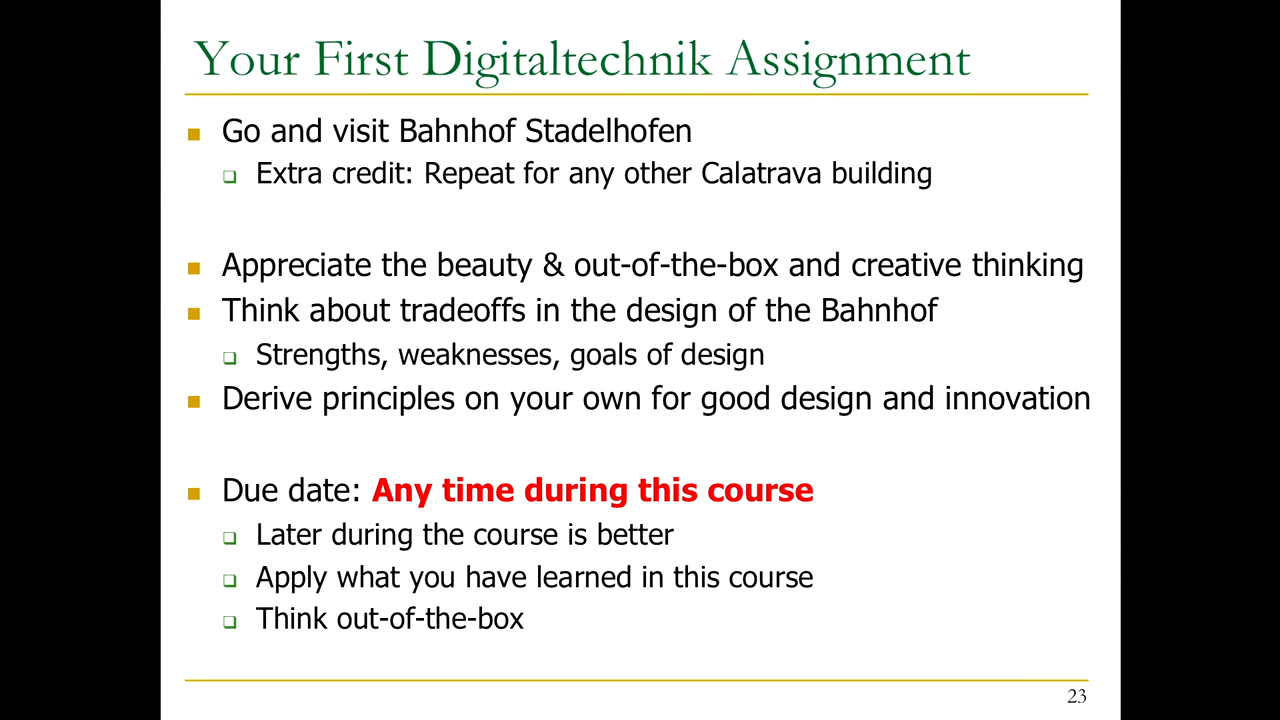 Your First Digitaltechnik Assignment
Go and visit Bahnhof Stadelhofen
Extra credit: Repeat for any other Calatrava building
Appreciate the beauty & out-of-the-box and creative thinking
Think about tradeoffs in the design of the Bahnhof
Strengths, weaknesses, goals of design
Derive principles on your own for good design and innovation
Due date: Any time during this course
Later during the course is better
Apply what you have learned in this course
Think out-of-the-box
23